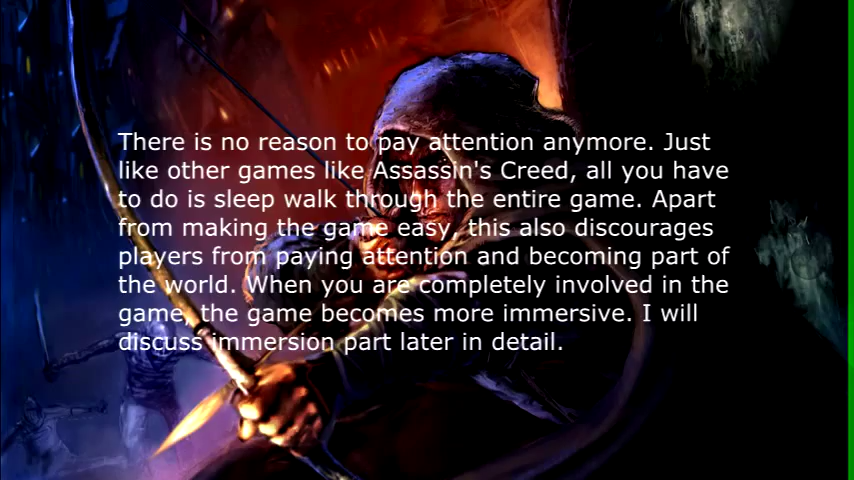 There is no reason to pay attention anymore. Just
like other games like Assassin's Creed, all you have
to do is sleep walk through the entire game. Apart
from making the game easy, this also discourages
players from paying attention and becoming part of
the world. When you are completely involved in the
game, the game becomes more immersive. I will
discuss immersion part later in detail.